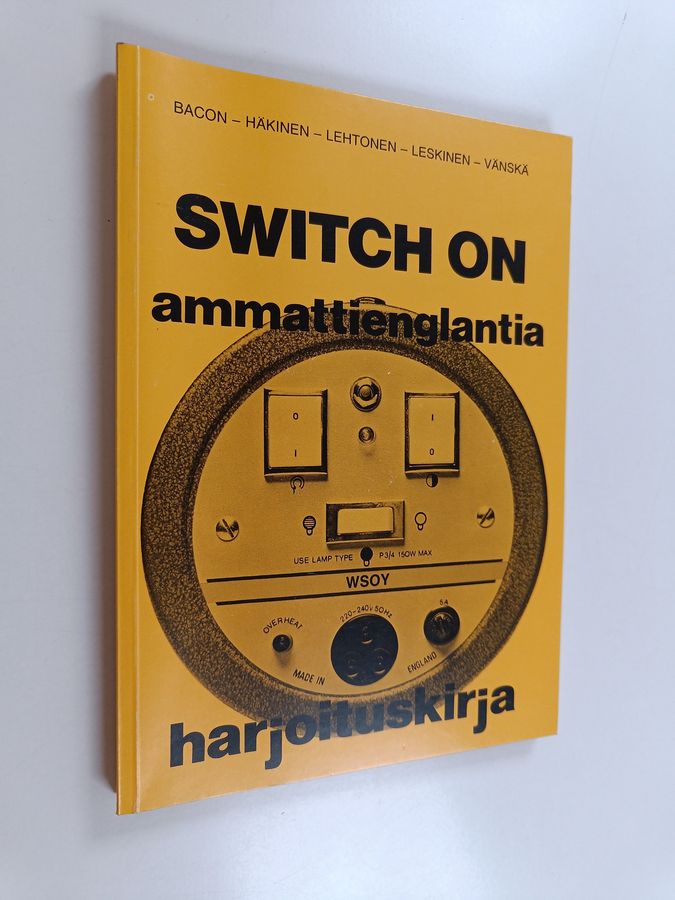 BACON – HÄKINEN – LEHTONEN – LESKINEN – VÄNSKÄ
SWITCH ON
ammattienglantia
O I
I O
USE LAMP TYPE P3/4 150W MAX
WSOY
OVERHEAT 220–240V 50Hz 5A
MADE IN ENGLAND
harjoituskirja